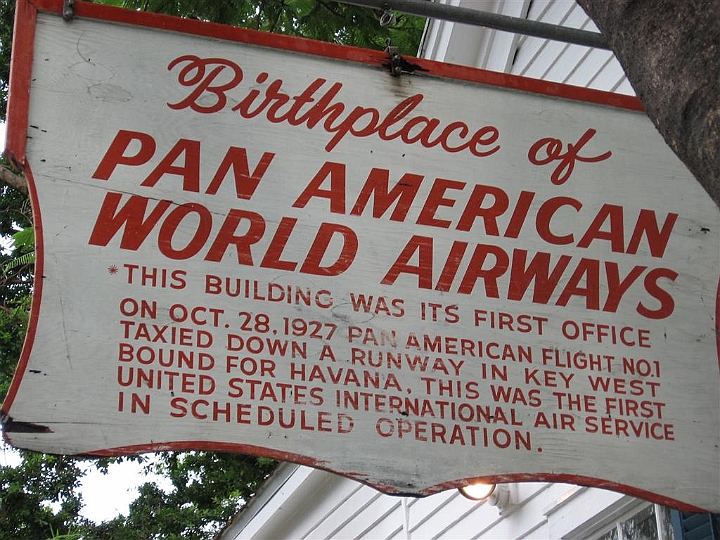 Birthplace of
PAN AMERICAN
WORLD AIRWAYS
*THIS BUILDING WAS ITS FIRST OFFICE
ON OCT. 28, 1927 PAN AMERICAN FLIGHT NO.1
TAXIED DOWN A RUNWAY IN KEY WEST
BOUND FOR HAVANA, THIS WAS THE FIRST
UNITED STATES INTERNATIONAL AIR SERVICE
IN SCHEDULED OPERATION.